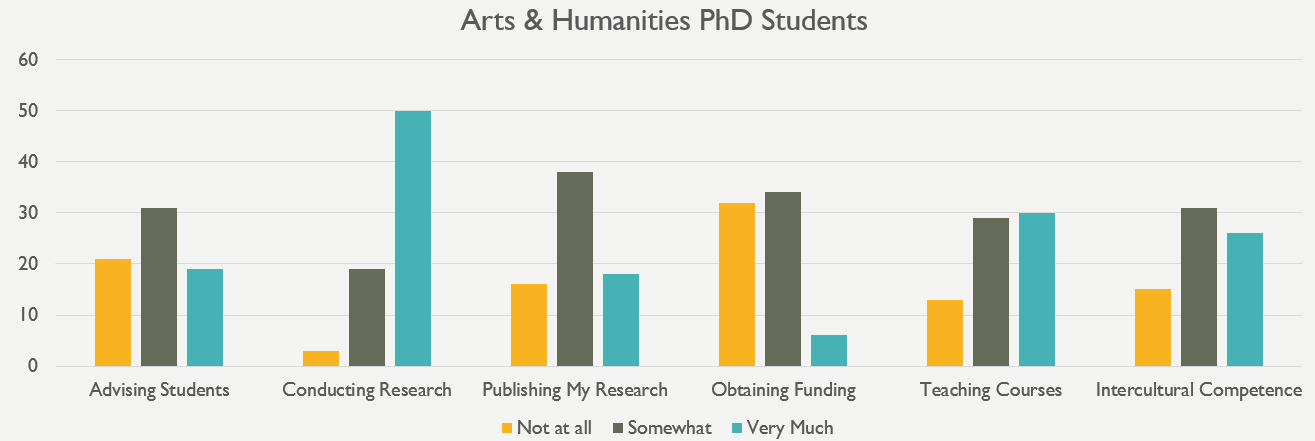 Arts & Humanities PhD Students
60
50
40
30
20
10
0
Advising Students Conducting Research Publishing My Research Obtaining Funding Teaching Courses Intercultural Competence
Not at all Somewhat Very Much